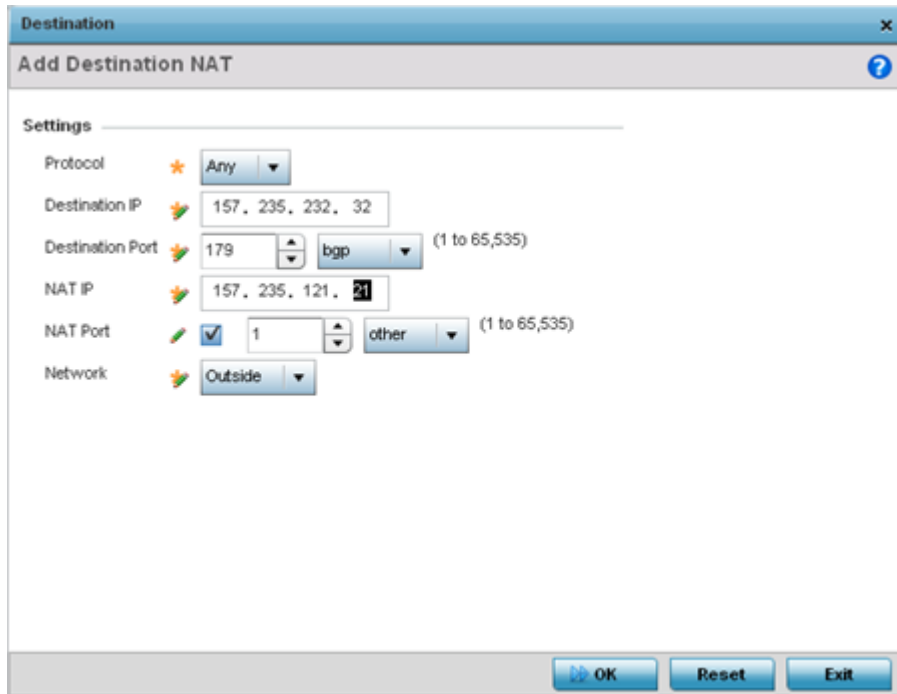 Destination
Add Destination NAT
Settings
Protocol Any
Destination IP 157. 235. 232. 32
Destination Port 179 bgp (1 to 65,535)
NAT IP 157. 235. 121. 21
NAT Port 1 other (1 to 65,535)
Network Outside
OK Reset Exit